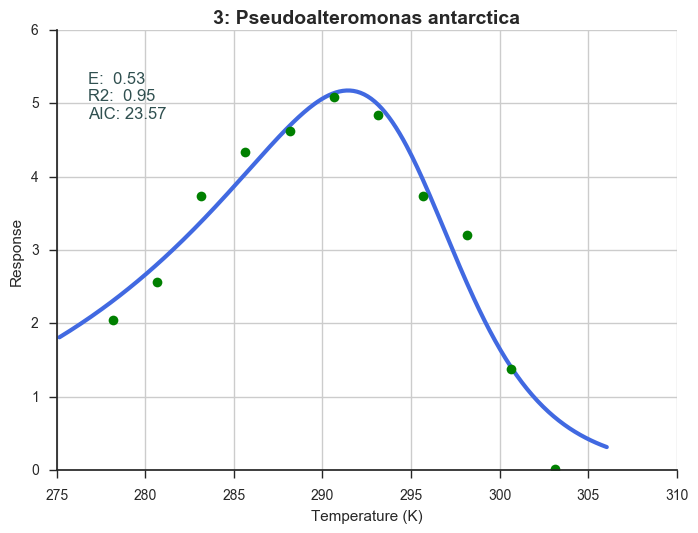 3: Pseudoalteromonas antarctica
E:  0.53
R2:  0.95
AIC: 23.57
Response
6
5
4
3
2
1
0
275 280 285 290 295 300 305 310
Temperature (K)